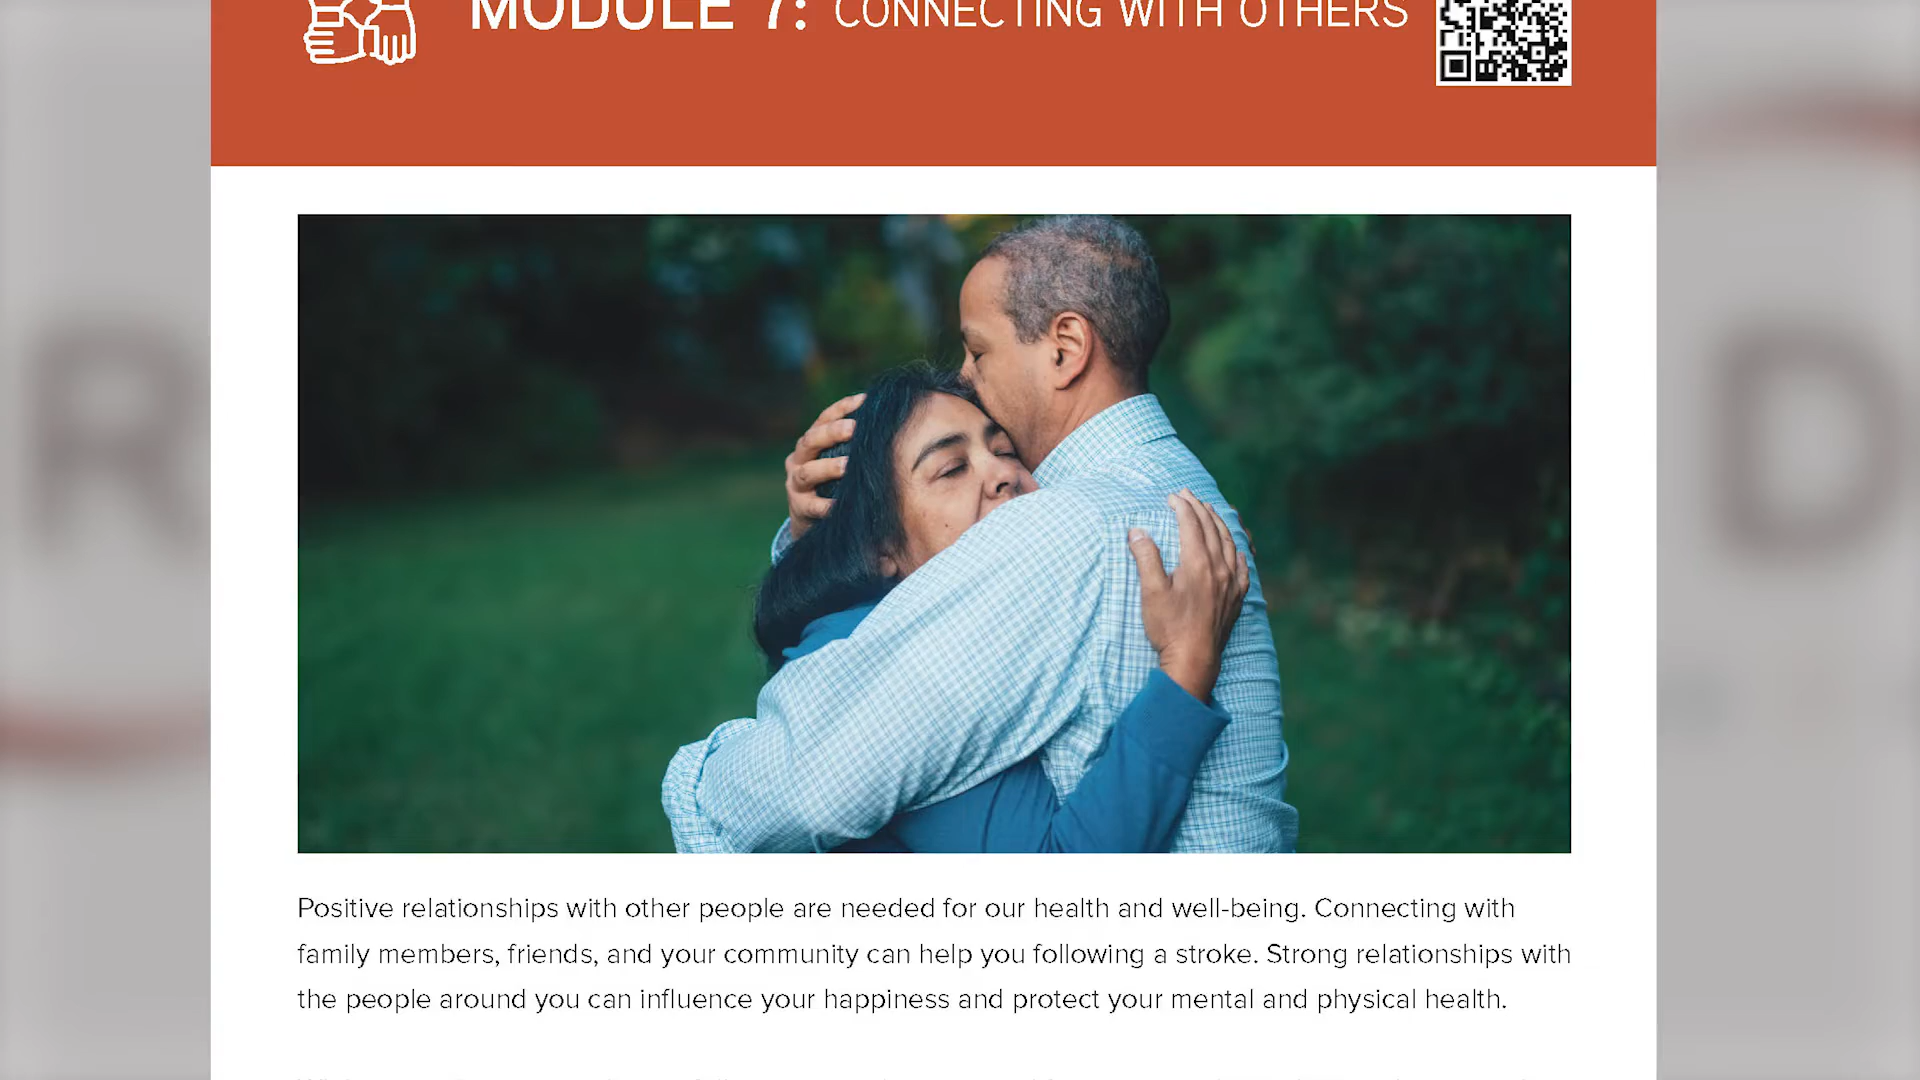 MODULE 7: CONNECTING WITH OTHERS
R
D
Positive relationships with other people are needed for our health and well-being. Connecting with
family members, friends, and your community can help you following a stroke. Strong relationships with
the people around you can influence your happiness and protect your mental and physical health.